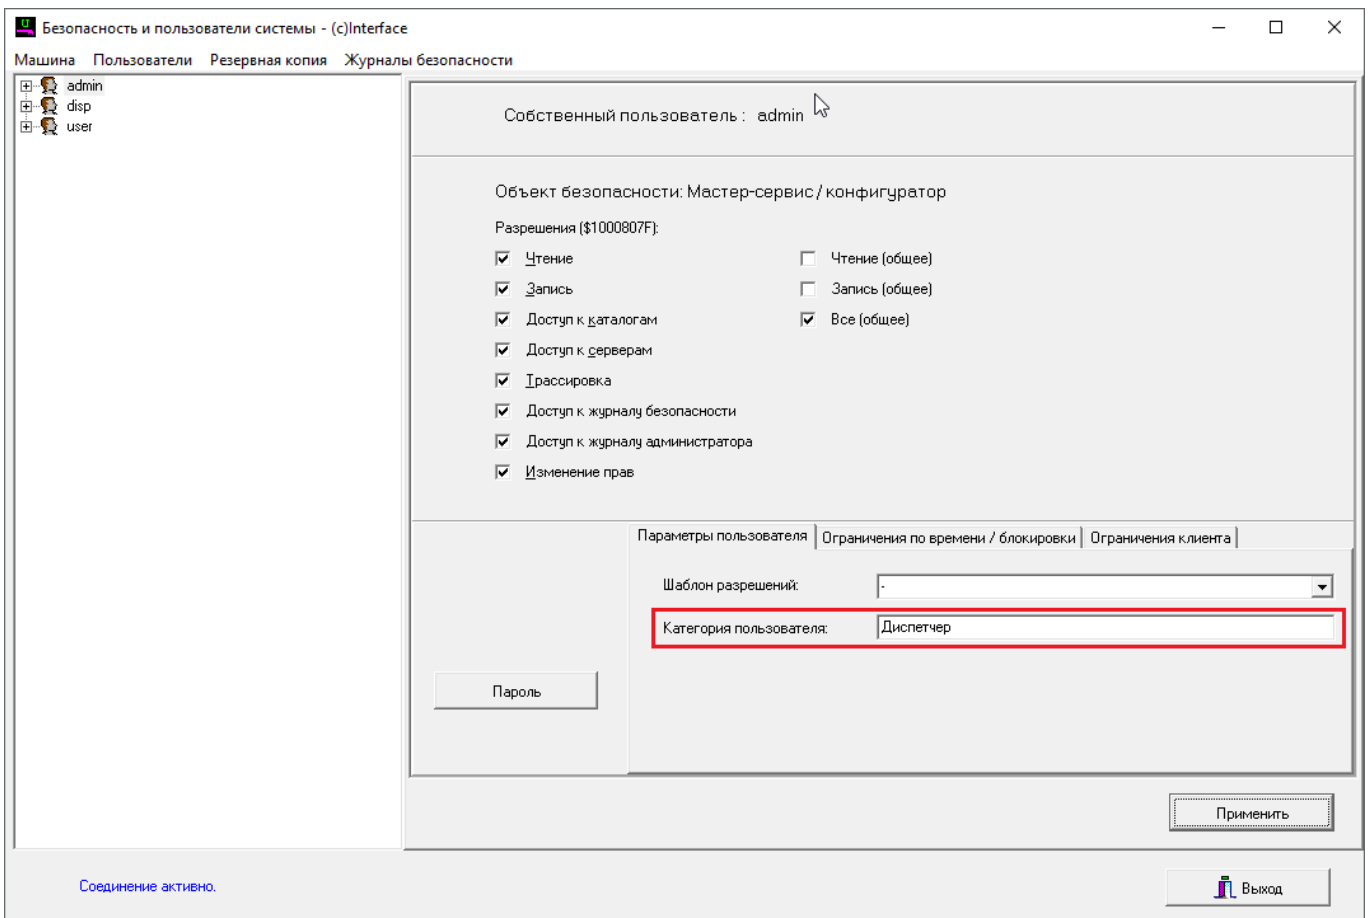 Безопасность и пользователи системы - (c)Interface
Машина Пользователи Резервная копия Журналы безопасности
admin
disp
user
Собственный пользователь : admin
Объект безопасности: Мастер-сервис / конфигуратор
Разрешения ($1000807F):
Чтение
Чтение (общее)
Запись
Запись (общее)
Доступ к каталогам
Все (общее)
Доступ к серверам
Трассировка
Доступ к журналу безопасности
Доступ к журналу администратора
Изменение прав
Параметры пользователя Ограничения по времени / блокировки Ограничения клиента
Шаблон разрешений: -
Категория пользователя: Диспетчер
Пароль
Применить
Соединение активно.
Выход